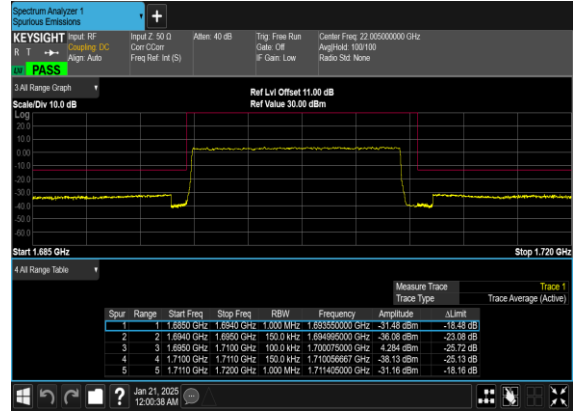 Spectrum Analyzer 1
Spurious Emissions
KEYSIGHT Input: RF Input Z: 50 Ω Atten: 40 dB Trig: Free Run Center Freq: 22.005000000 GHz
R T Coupling: DC Corr CCorr Gate: Off Avg|Hold: 100/100
Align: Auto Freq Ref: Int (S) IF Gain: Low Radio Std: None
PASS
3 All Range Graph Ref Lvl Offset 11.00 dB
Scale/Div 10.0 dB Ref Value 30.00 dBm
Log
20.0
10.0
0.00
-10.0
-20.0
-30.0
-40.0
-50.0
-60.0
Start 1.685 GHz Stop 1.720 GHz
4 All Range Table
Measure Trace Trace 1
Trace Type Trace Average (Active)
Spur Range Start Freq Stop Freq RBW Frequency Amplitude ΔLimit
1 1 1.6850 GHz 1.6940 GHz 1.000 MHz 1.693550000 GHz -31.48 dBm -18.48 dB
2 2 1.6940 GHz 1.6950 GHz 150.0 kHz 1.694995000 GHz -36.08 dBm -23.08 dB
3 3 1.6950 GHz 1.7100 GHz 100.0 kHz 1.700075000 GHz 4.284 dBm -25.72 dB
4 4 1.7100 GHz 1.7110 GHz 150.0 kHz 1.710056667 GHz -38.13 dBm -25.13 dB
5 5 1.7110 GHz 1.7200 GHz 1.000 MHz 1.711405000 GHz -31.16 dBm -18.16 dB
Jan 21, 2025
12:00:38 AM